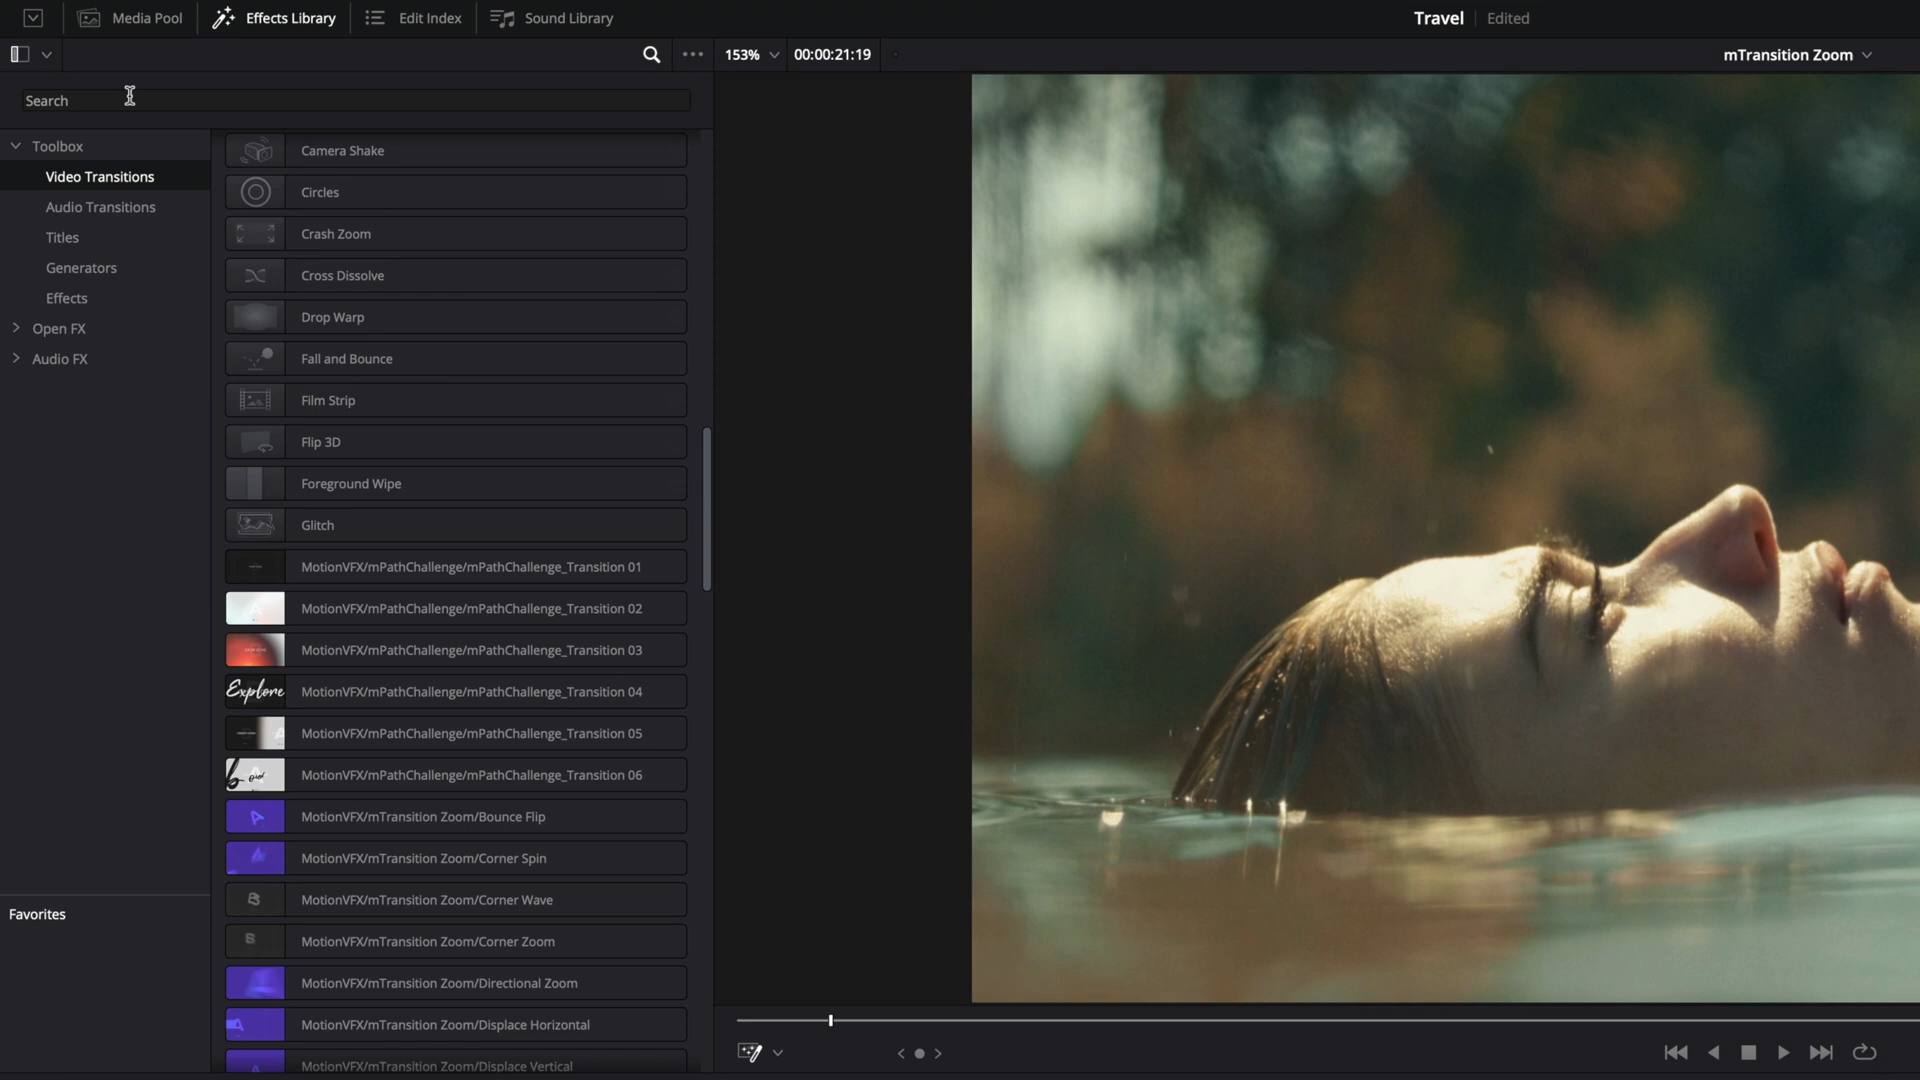 Media Pool
Effects Library
Edit Index
Sound Library
Travel
Edited
153%
00:00:21:19
mTransition Zoom
Search
Toolbox
Video Transitions
Audio Transitions
Titles
Generators
Effects
Open FX
Audio FX
Favorites
Camera Shake
Circles
Crash Zoom
Cross Dissolve
Drop Warp
Fall and Bounce
Film Strip
Flip 3D
Foreground Wipe
Glitch
MotionVFX/mPathChallenge/mPathChallenge_Transition 01
MotionVFX/mPathChallenge/mPathChallenge_Transition 02
MotionVFX/mPathChallenge/mPathChallenge_Transition 03
Explore
MotionVFX/mPathChallenge/mPathChallenge_Transition 04
MotionVFX/mPathChallenge/mPathChallenge_Transition 05
MotionVFX/mPathChallenge/mPathChallenge_Transition 06
MotionVFX/mTransition Zoom/Bounce Flip
MotionVFX/mTransition Zoom/Corner Spin
B
MotionVFX/mTransition Zoom/Corner Wave
B
MotionVFX/mTransition Zoom/Corner Zoom
MotionVFX/mTransition Zoom/Directional Zoom
MotionVFX/mTransition Zoom/Displace Horizontal
MotionVFX/mTransition Zoom/Displace Vertical